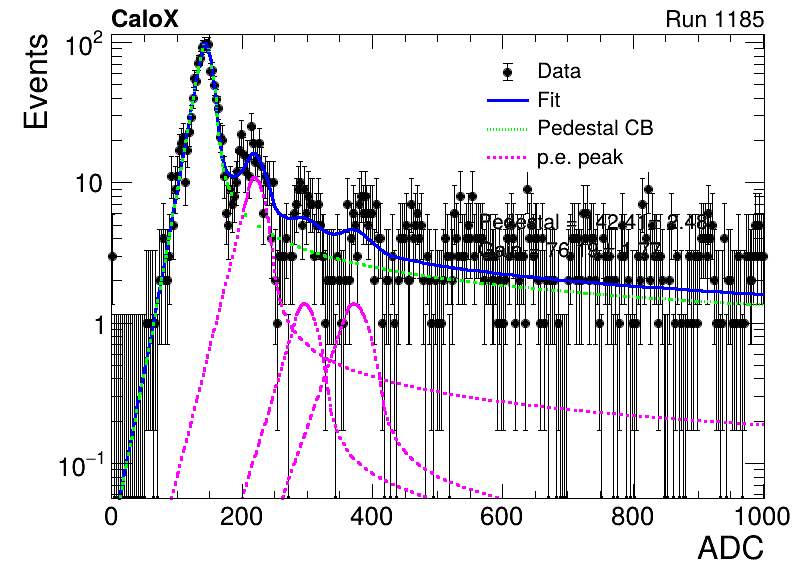 CaloX Run 1185
10²
10
1
10⁻¹
Events
Data
Fit
Pedestal CB
p.e. peak
Pedestal =
0 200 400 600 800 1000
ADC